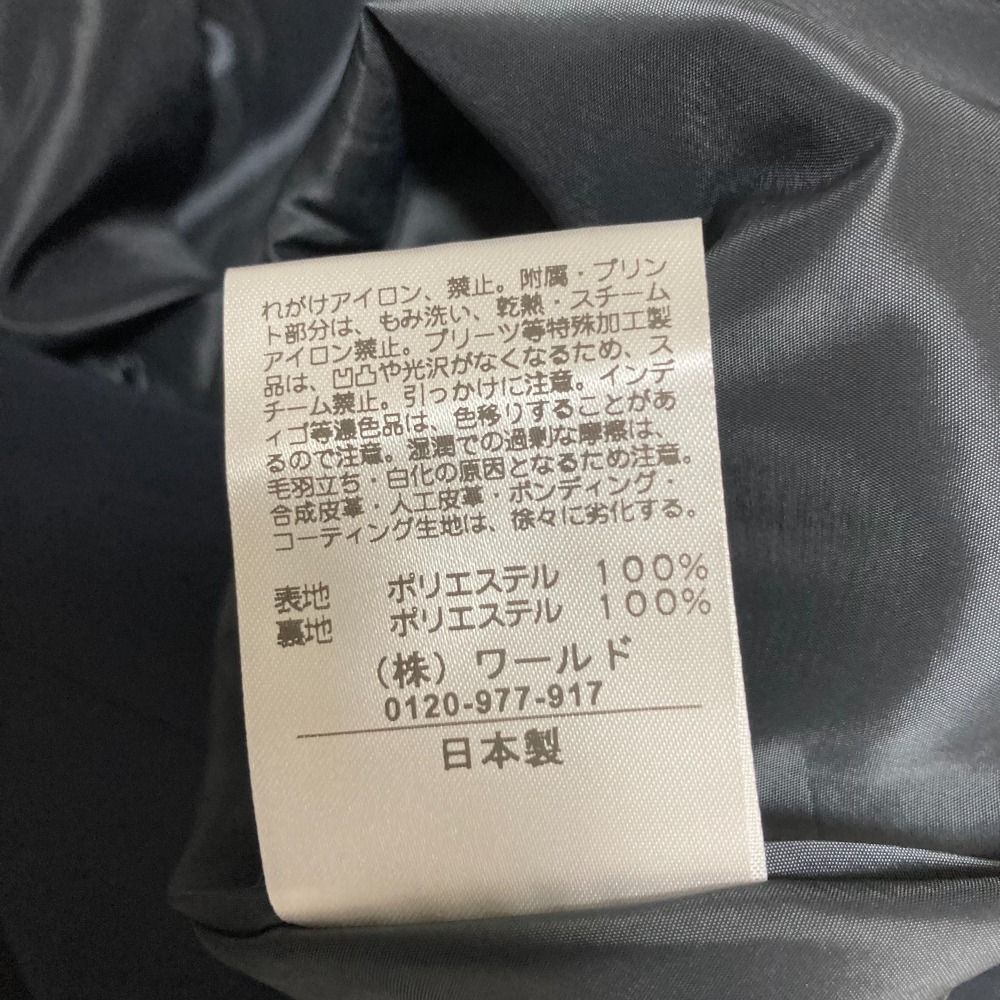 れがけアイロン、禁止。附属・プリン
ト部分は、もみ洗い、乾熱・スチーム
アイロン禁止。プリーツ等特殊加工製
品は、凹凸や光沢がなくなるため、ス
チーム禁止。引っかけに注意。インデ
ィゴ等濃色品は、色移りすることがあ
るので注意。湿潤での過剰な摩擦は、
毛羽立ち・白化の原因となるため注意。
合成皮革・人工皮革・ボンディング・
コーティング生地は、徐々に劣化する。
表地 ポリエステル 100%
裏地 ポリエステル 100%
(株) ワールド
0120-977-917
日本製